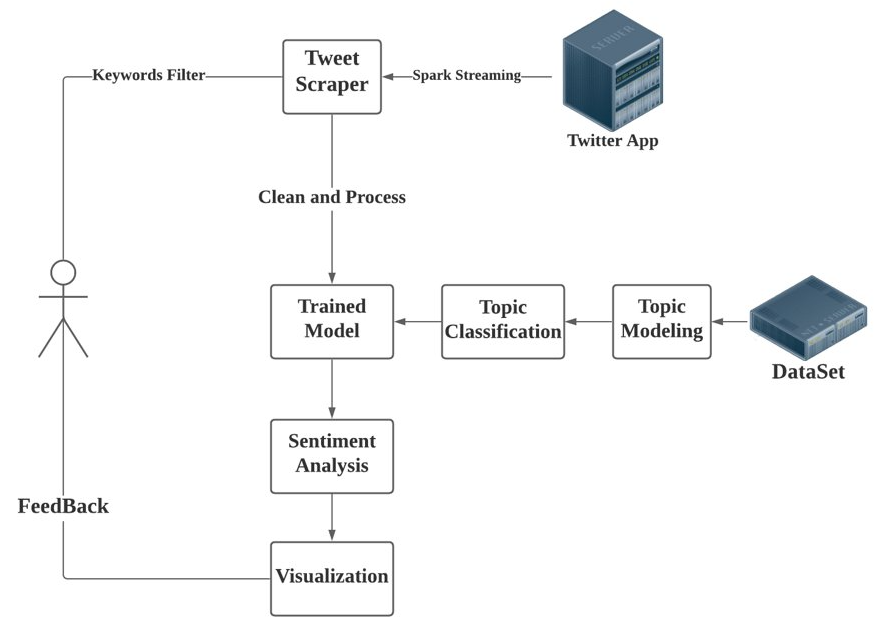 Tweet
Scraper
Keywords Filter
Spark Streaming
SERVER
Twitter App
Clean and Process
Trained
Model
Topic
Classification
Topic
Modeling
DataSet
Sentiment
Analysis
FeedBack
Visualization